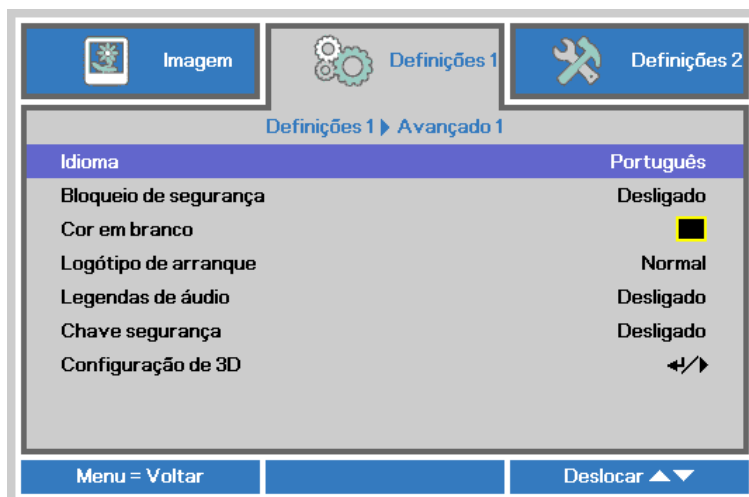 Imagem Definições 1 Definições 2
Definições 1 Avançado 1
Idioma Português
Bloqueio de segurança Desligado
Cor em branco
Logótipo de arranque Normal
Legendas de áudio Desligado
Chave segurança Desligado
Configuração de 3D
Menu = Voltar Deslocar